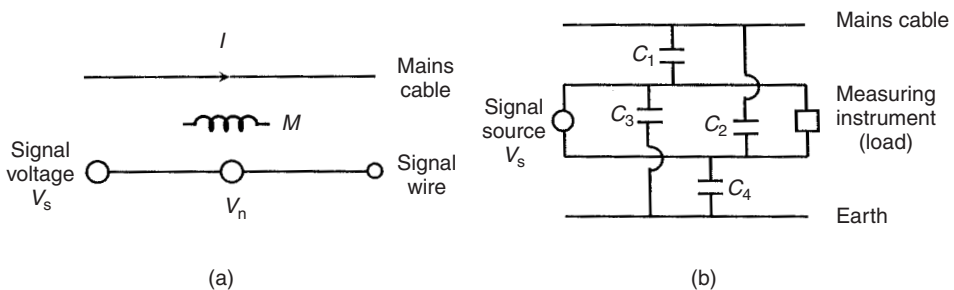 I
Mains
cable
M
Signal
voltage
Vs
Vn
Signal
wire
(a)
Mains cable
C1
Signal
source
Vs
C3
C2
Measuring
instrument
(load)
C4
Earth
(b)